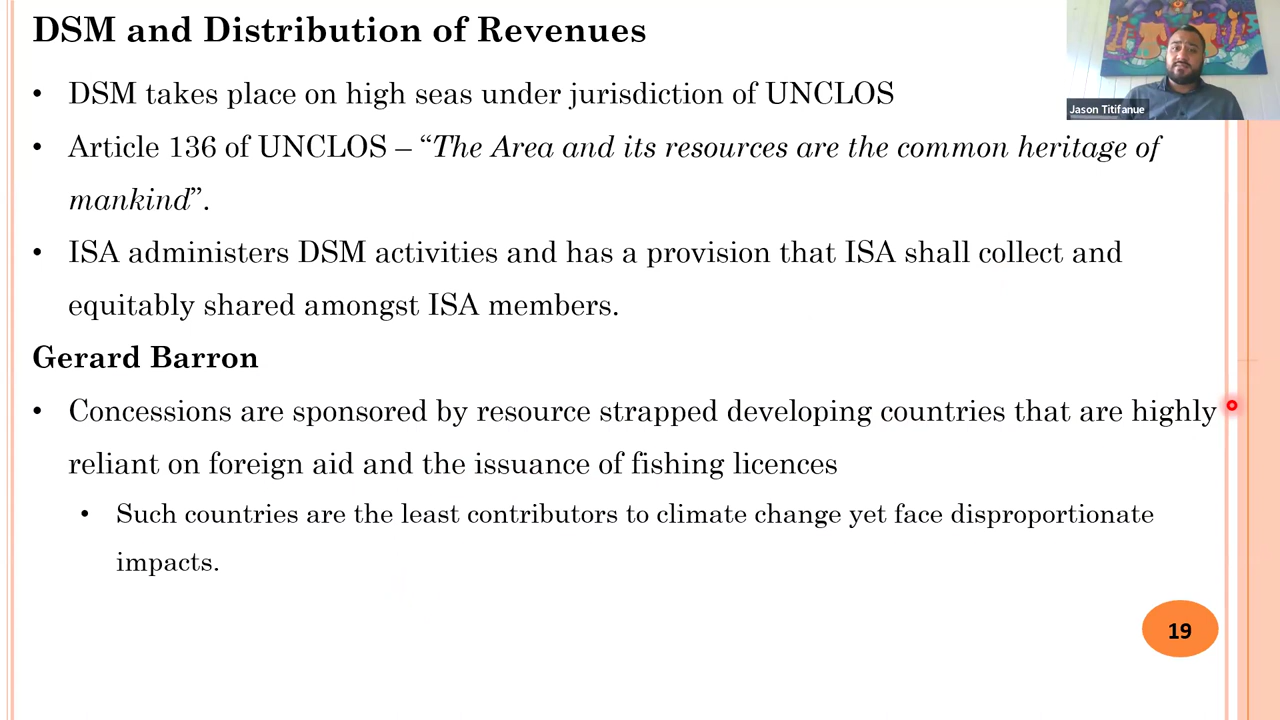 DSM and Distribution of Revenues
Jason Titifanue
• DSM takes place on high seas under jurisdiction of UNCLOS
• Article 136 of UNCLOS – “The Area and its resources are the common heritage of
mankind”.
• ISA administers DSM activities and has a provision that ISA shall collect and
equitably shared amongst ISA members.
Gerard Barron
• Concessions are sponsored by resource strapped developing countries that are highly
reliant on foreign aid and the issuance of fishing licences
• Such countries are the least contributors to climate change yet face disproportionate
impacts.
19